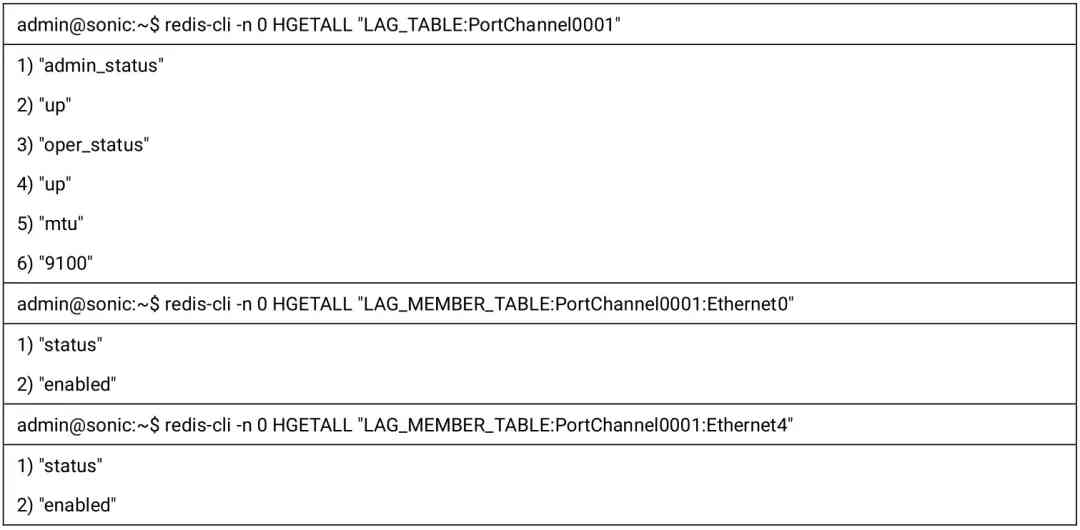 admin@sonic:~$ redis-cli -n 0 HGETALL "LAG_TABLE:PortChannel0001"
1) "admin_status"
2) "up"
3) "oper_status"
4) "up"
5) "mtu"
6) "9100"
admin@sonic:~$ redis-cli -n 0 HGETALL "LAG_MEMBER_TABLE:PortChannel0001:Ethernet0"
1) "status"
2) "enabled"
admin@sonic:~$ redis-cli -n 0 HGETALL "LAG_MEMBER_TABLE:PortChannel0001:Ethernet4"
1) "status"
2) "enabled"